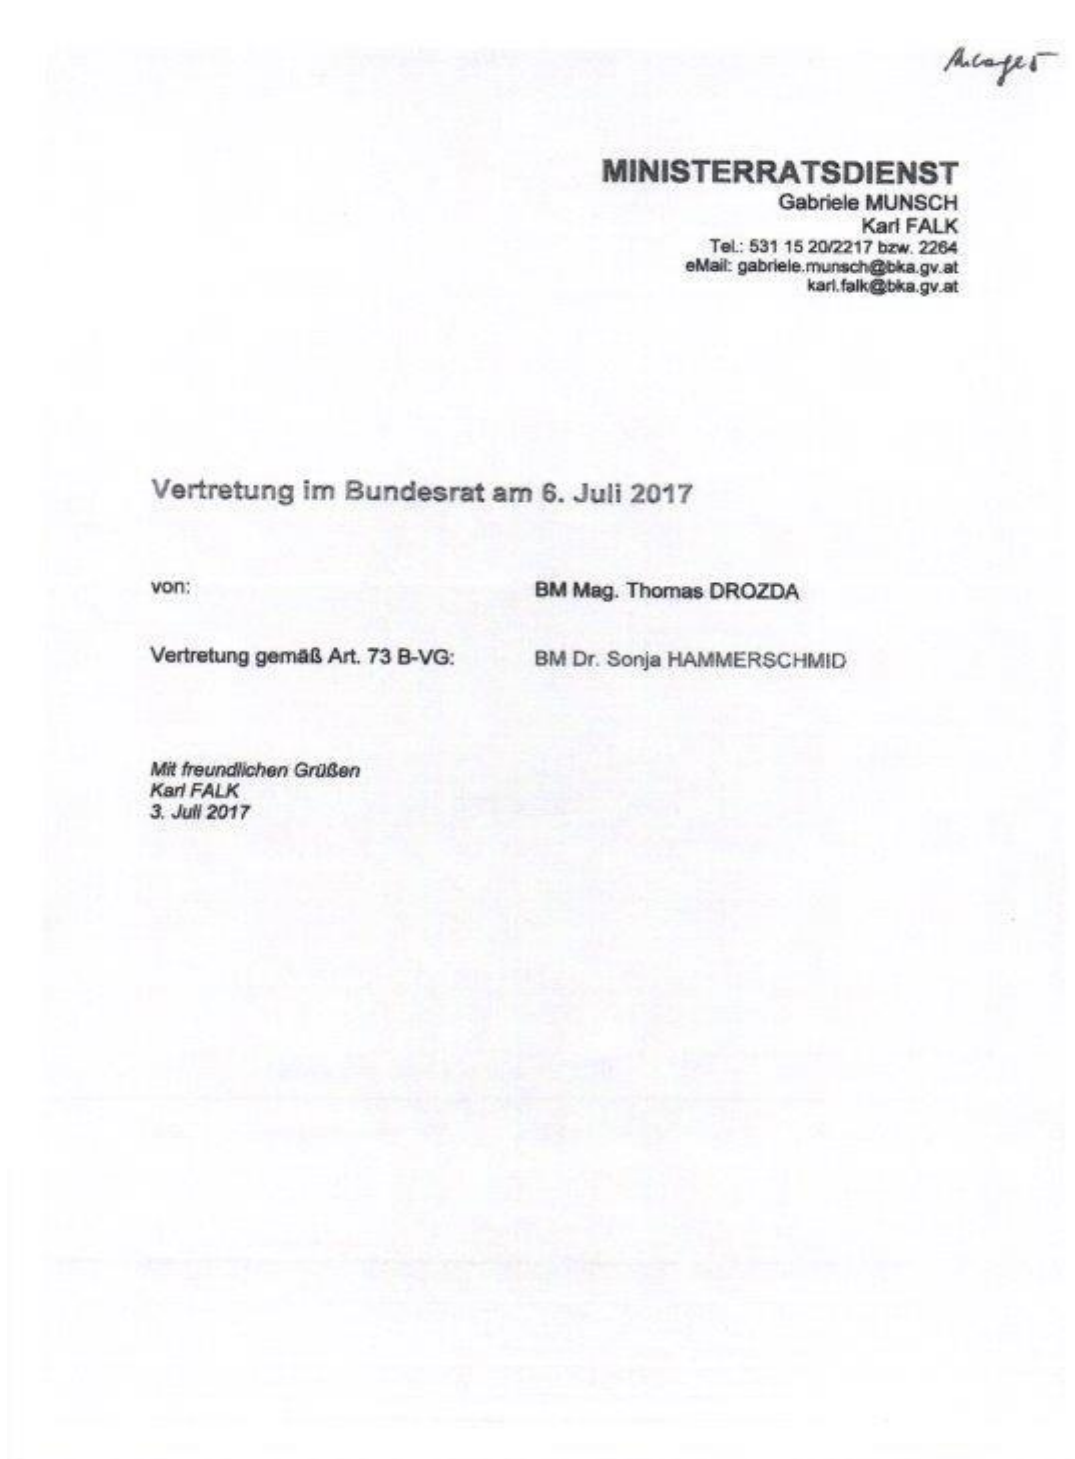 Anlage 5
MINISTERRATSDIENST
Gabriele MUNSCH
Karl FALK
Tel.: 531 15 20/2217 bzw. 2264
eMail: gabriele.munsch@bka.gv.at
karl.falk@bka.gv.at
Vertretung im Bundesrat am 6. Juli 2017
von: BM Mag. Thomas DROZDA
Vertretung gemäß Art. 73 B-VG: BM Dr. Sonja HAMMERSCHMID
Mit freundlichen Grüßen
Karl FALK
3. Juli 2017